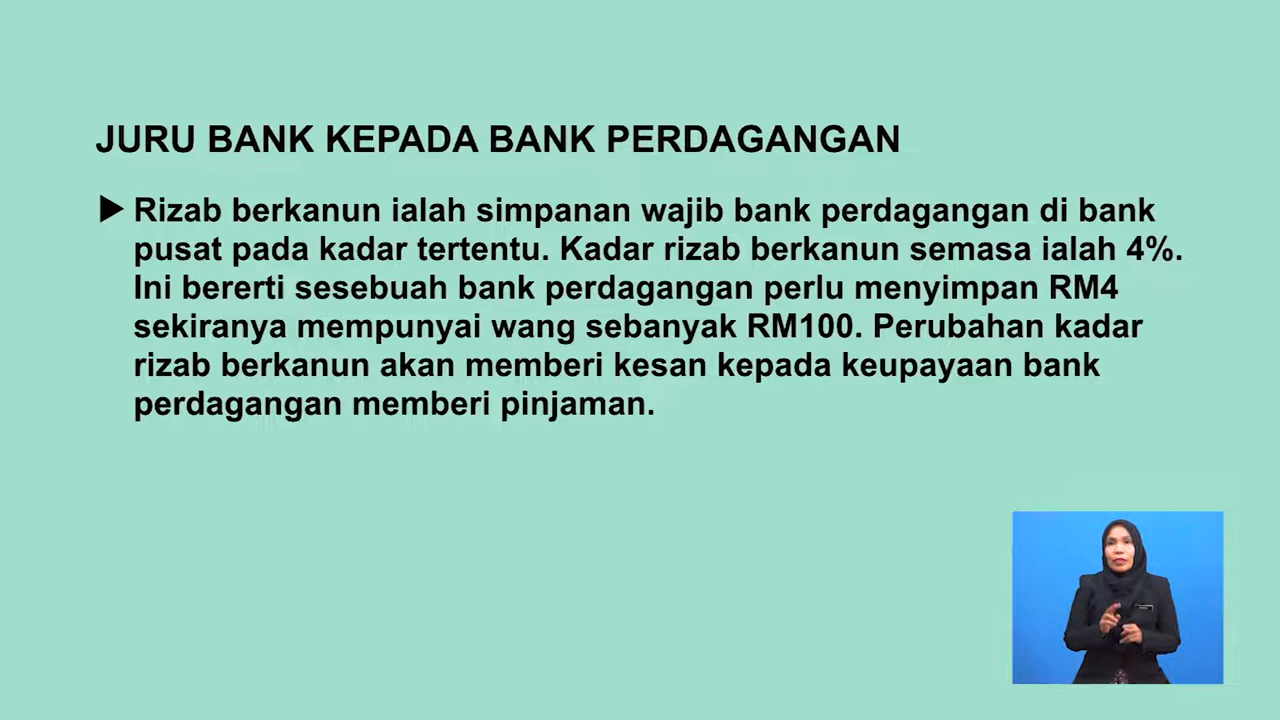 JURU BANK KEPADA BANK PERDAGANGAN
Rizab berkanun ialah simpanan wajib bank perdagangan di bank
pusat pada kadar tertentu. Kadar rizab berkanun semasa ialah 4%.
Ini bererti sesebuah bank perdagangan perlu menyimpan RM4
sekiranya mempunyai wang sebanyak RM100. Perubahan kadar
rizab berkanun akan memberi kesan kepada keupayaan bank
perdagangan memberi pinjaman.